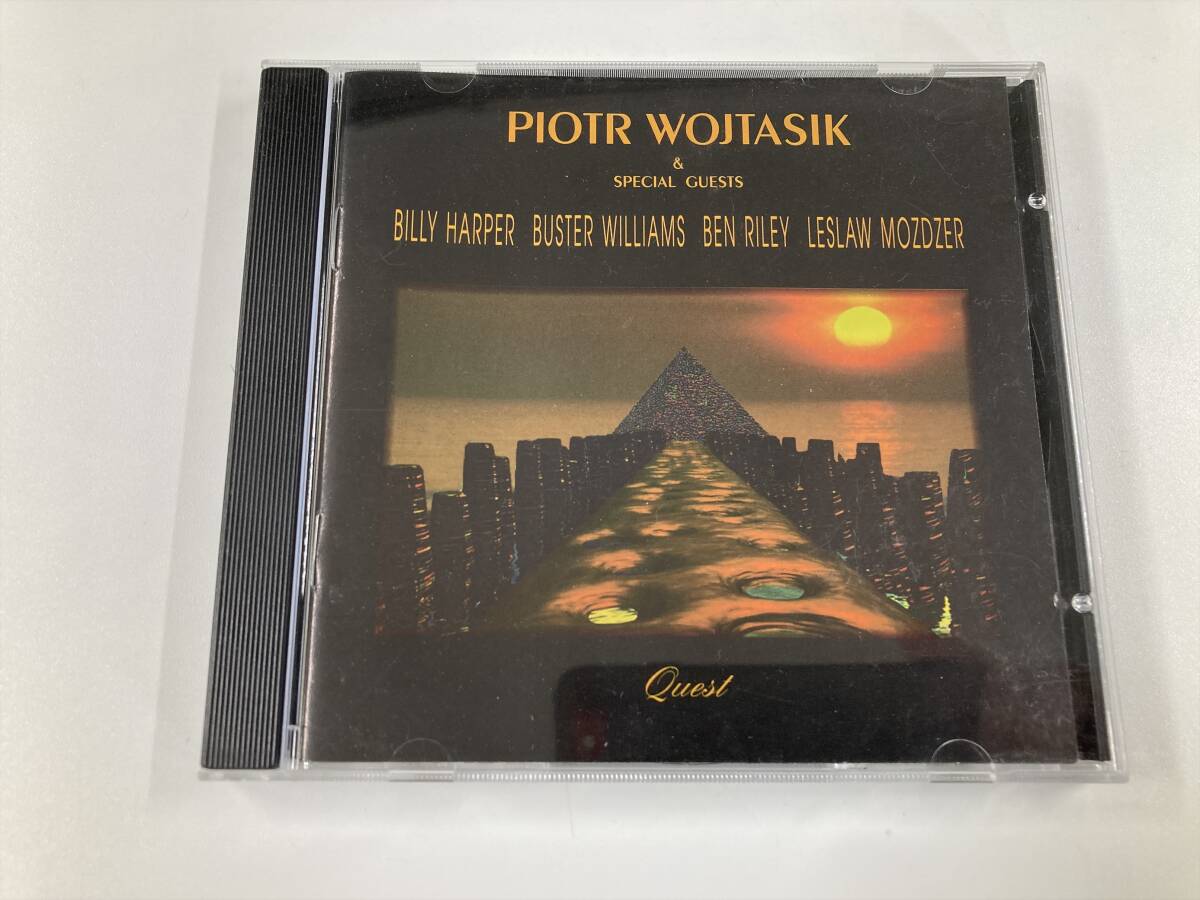 PIOTR WOJTASIK
&
SPECIAL GUESTS
BILLY HARPER BUSTER WILLIAMS BEN RILEY LESLAW MOZDZER
Quest